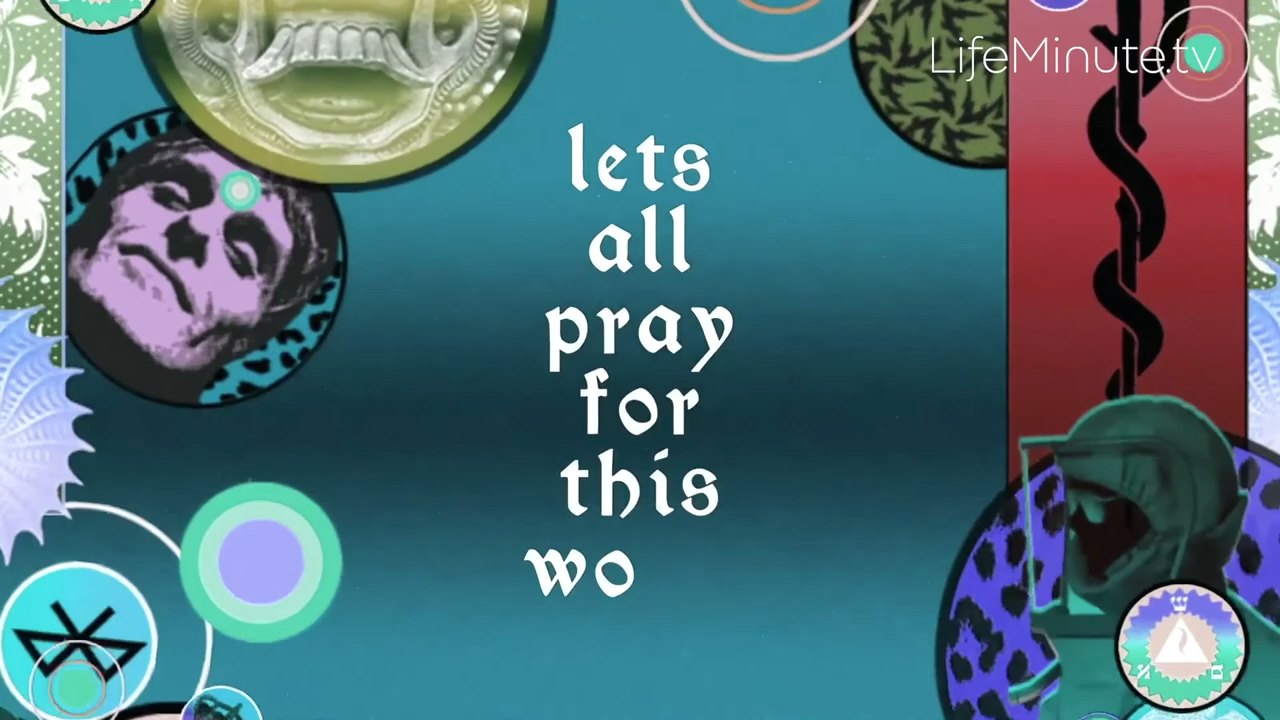 LifeMinute.tv
lets
all
pray
for
this
wo
ש
א מ